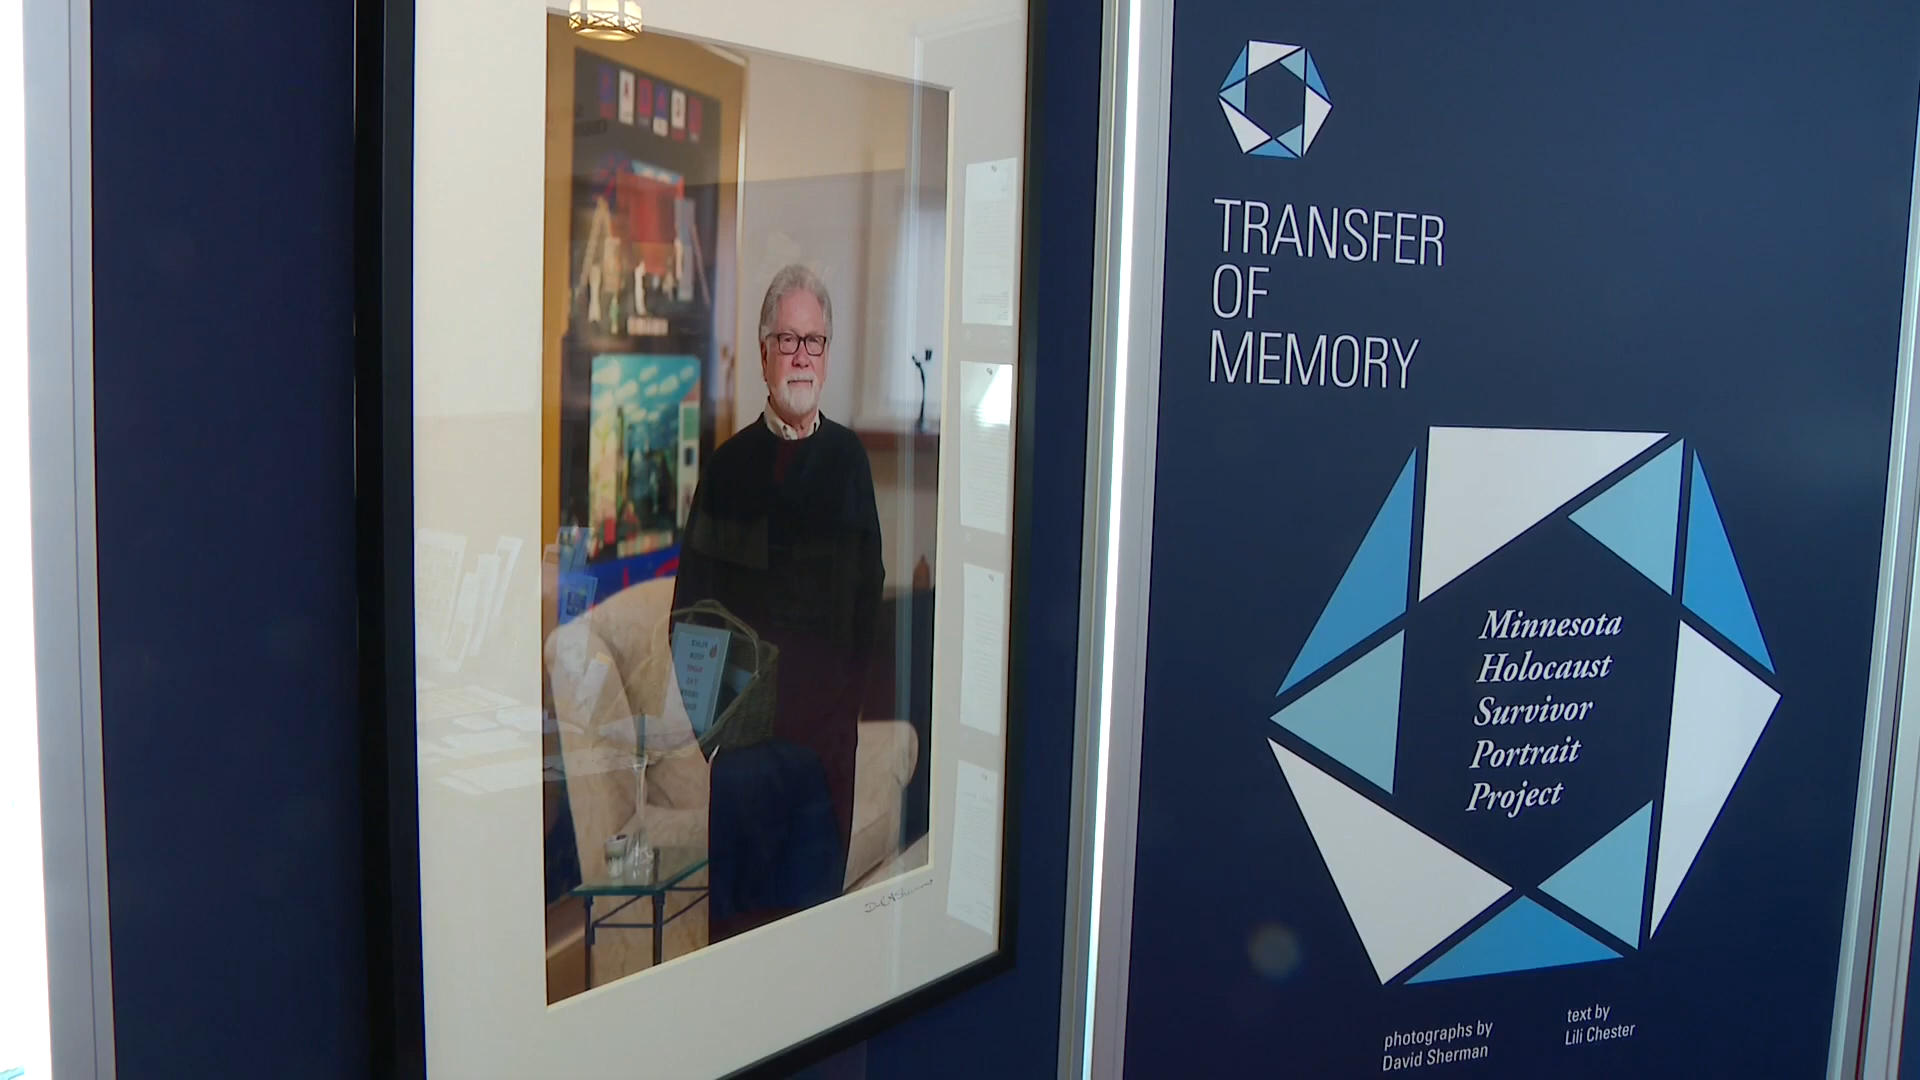 TRANSFER
OF
MEMORY
Minnesota
Holocaust
Survivor
Portrait
Project
photographs by
David Sherman
text by
Lili Chester